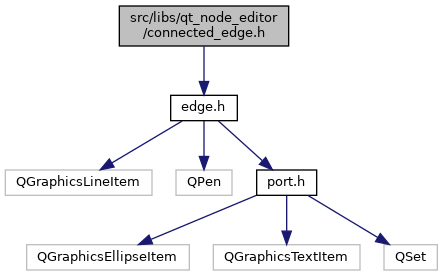 src/libs/qt_node_editor
/connected_edge.h
edge.h
QGraphicsLineItem
QPen
port.h
QGraphicsEllipseItem
QGraphicsTextItem
QSet